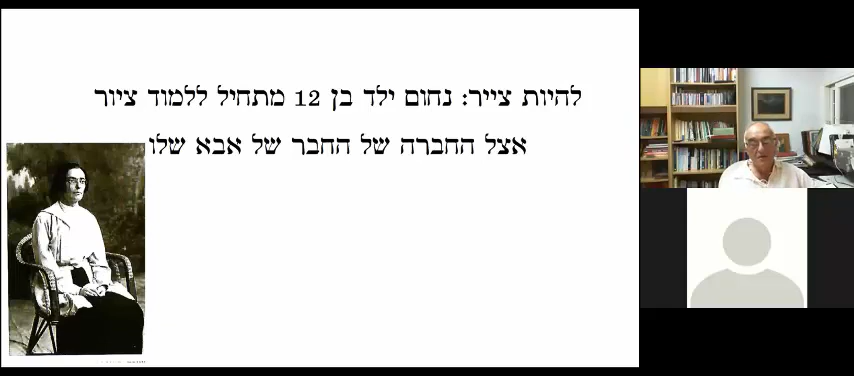 להיות צייר: נחום ילד בן 12 מתחיל ללמוד ציור
אצל החברה של החבר של אבא שלו